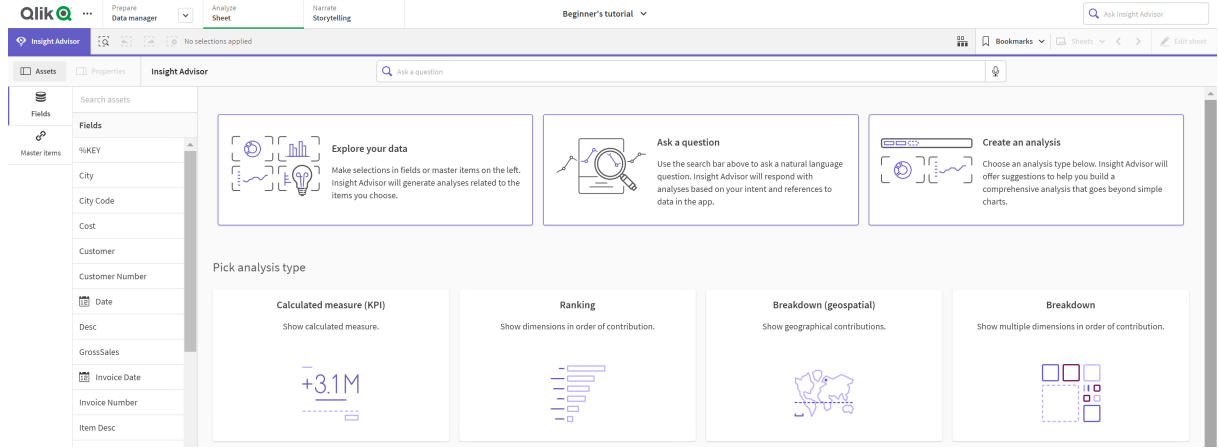 Qlik
Prepare
Data manager
Analyze
Sheet
Narrate
Storytelling
Beginner's tutorial
Ask Insight Advisor
Insight Advisor
No selections applied
Bookmarks
Sheets
Edit sheet
Assets
Properties
Insight Advisor
Ask a question
Fields
Master items
Search assets
Fields
%KEY
City
City Code
Cost
Customer
Customer Number
Date
Desc
GrossSales
Invoice Date
Invoice Number
Item Desc
Explore your data
Make selections in fields or master items on the left.
Insight Advisor will generate analyses related to the
items you choose.
Ask a question
Use the search bar above to ask a natural language
question. Insight Advisor will respond with
analyses based on your intent and references to
data in the app.
Create an analysis
Choose an analysis type below. Insight Advisor will
offer suggestions to help you build a
comprehensive analysis that goes beyond simple
charts.
Pick analysis type
Calculated measure (KPI)
Show calculated measure.
+3.1M
Ranking
Show dimensions in order of contribution.
Breakdown (geospatial)
Show geographical contributions.
Breakdown
Show multiple dimensions in order of contribution.